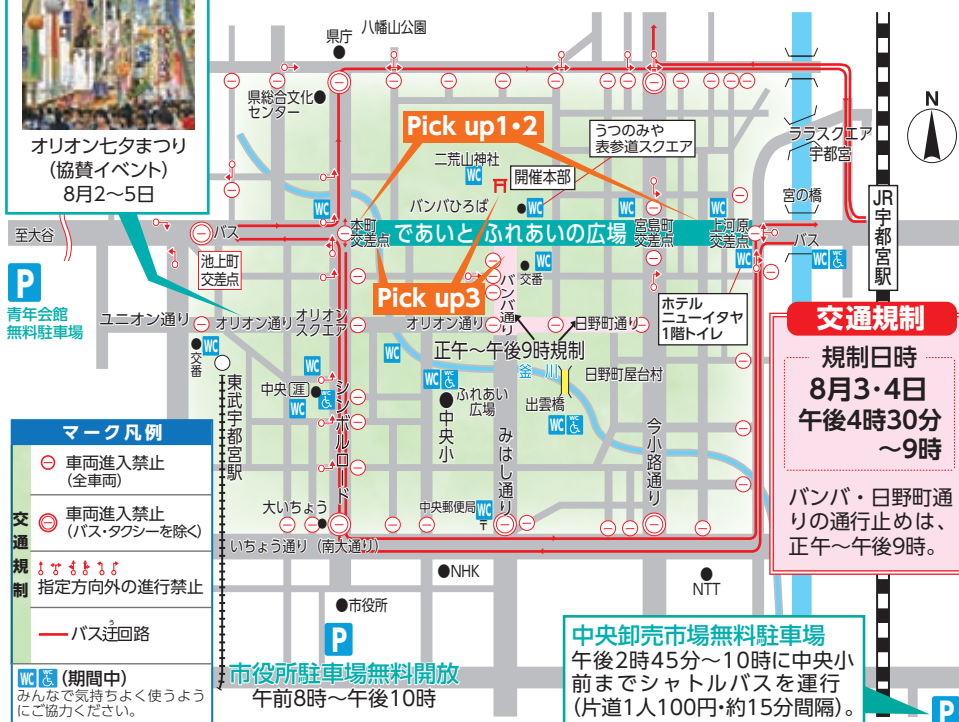 オリオン七夕まつり
(協賛イベント)
8月2～5日
県庁
八幡山公園
県総合文化
センター
Pick up1・2
二荒山神社
WC
開催本部
うつのみや
表参道スクエア
バンバひろば
WC
WC
WC
ララスクエア
宇都宮
宮の橋
N
JR宇都宮駅
至大谷
バス
本町
交差点
であいと ふれあいの広場
宮島町
交差点
上河原
交差点
バス
WC
WC
池上町
交差点
P
青年会館
無料駐車場
Pick up3
バンバ通り
交番
WC
ホテル
ニューイタヤ
1階トイレ
ユニオン通り
オリオン通り
オリオン
スクエア
オリオン通り
日野町通り
正午～午後9時規制
釜川
日野町屋台村
出雲橋
WC
交番
WC
東武宇都宮駅
中央 涯
WC
WC
シンボルロード
WC
WC
ふれあい
広場
中央小
みはし通り
今小路通り
大いちょう
中央郵便局
WC
〒
いちょう通り (南大通り)
NHK
NTT
市役所
P
市役所駐車場無料開放
午前8時～午後10時
交通規制
規制日時
8月3・4日
午後4時30分
～9時
バンバ・日野町通
りの通行止めは、
正午～午後9時。
マーク凡例
交通規制
車両進入禁止
(全車両)
車両進入禁止
(バス・タクシーを除く)
指定方向外の進行禁止
バス迂回路
う
WC (期間中)
みんなで気持ちよく使うよう
にご協力ください。
中央卸売市場無料駐車場
午後2時45分～10時に中央小
前までシャトルバスを運行
(片道1人100円・約15分間隔)。
P